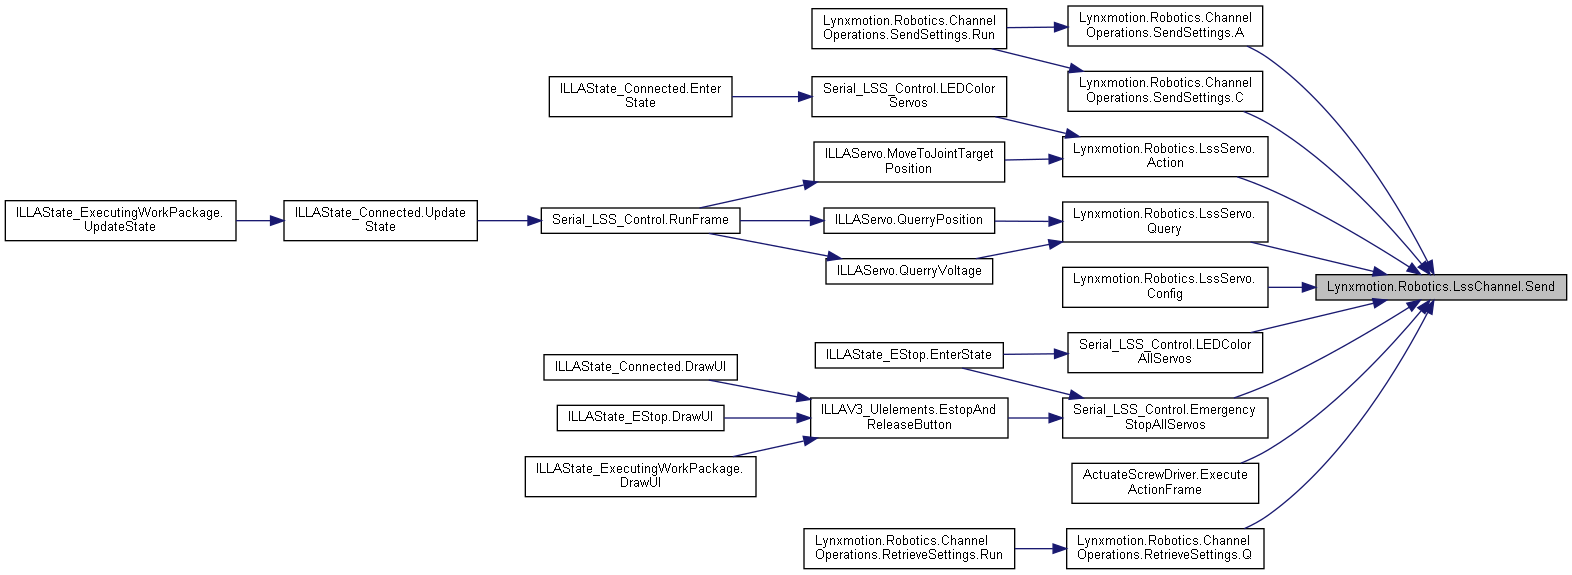 Lynxmotion.Robotics.Channel
Operations.SendSettings.Run
Lynxmotion.Robotics.Channel
Operations.SendSettings.A
ILLAState_Connected.Enter
State
Serial_LSS_Control.LEDColor
Servos
Lynxmotion.Robotics.Channel
Operations.SendSettings.C
ILLAServo.MoveToJointTarget
Position
Lynxmotion.Robotics.LssServo.
Action
ILLAState_ExecutingWorkPackage.
UpdateState
ILLAState_Connected.Update
State
Serial_LSS_Control.RunFrame
ILLAServo.QuerryPosition
Lynxmotion.Robotics.LssServo.
Query
ILLAServo.QuerryVoltage
Lynxmotion.Robotics.LssServo.
Config
Lynxmotion.Robotics.LssChannel.Send
ILLAState_EStop.EnterState
Serial_LSS_Control.LEDColor
AllServos
ILLAState_Connected.DrawUI
ILLAState_EStop.DrawUI
ILLAV3_UIelements.EstopAnd
ReleaseButton
Serial_LSS_Control.Emergency
StopAllServos
ILLAState_ExecutingWorkPackage.
DrawUI
ActuateScrewDriver.Execute
ActionFrame
Lynxmotion.Robotics.Channel
Operations.RetrieveSettings.Run
Lynxmotion.Robotics.Channel
Operations.RetrieveSettings.Q